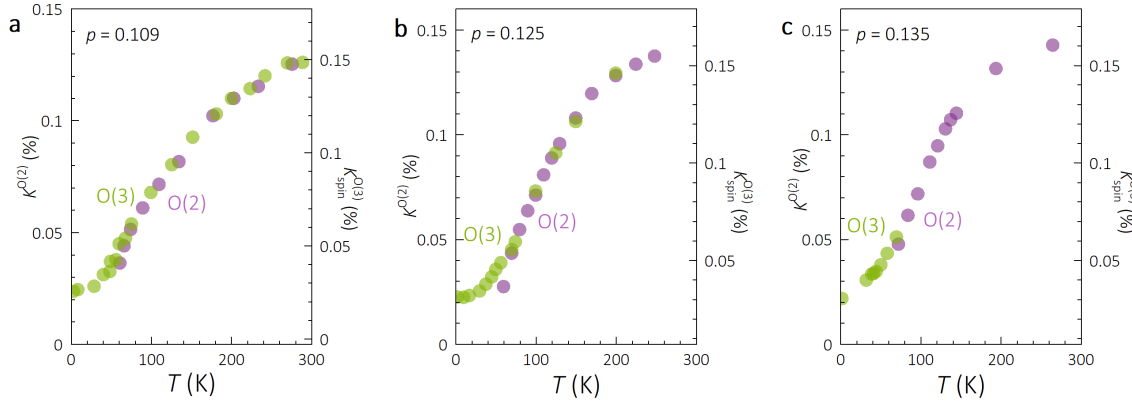 a
p = 0.109
K^O(2) (%)
0.15
0.1
0.05
0
O(3)
O(2)
0.15
0.1
0.05
0
K_spin^O(3) (%)
0
100
200
300
T (K)
b
p = 0.125
K^O(2) (%)
0.15
0.1
0.05
0
O(3)
O(2)
0.15
0.1
0.05
K_spin^O(3) (%)
0
100
200
300
T (K)
c
p = 0.135
K^O(2) (%)
0.15
0.1
0.05
0
O(3)
O(2)
0.15
0.1
0.05
(%)
0
100
200
300
T (K)